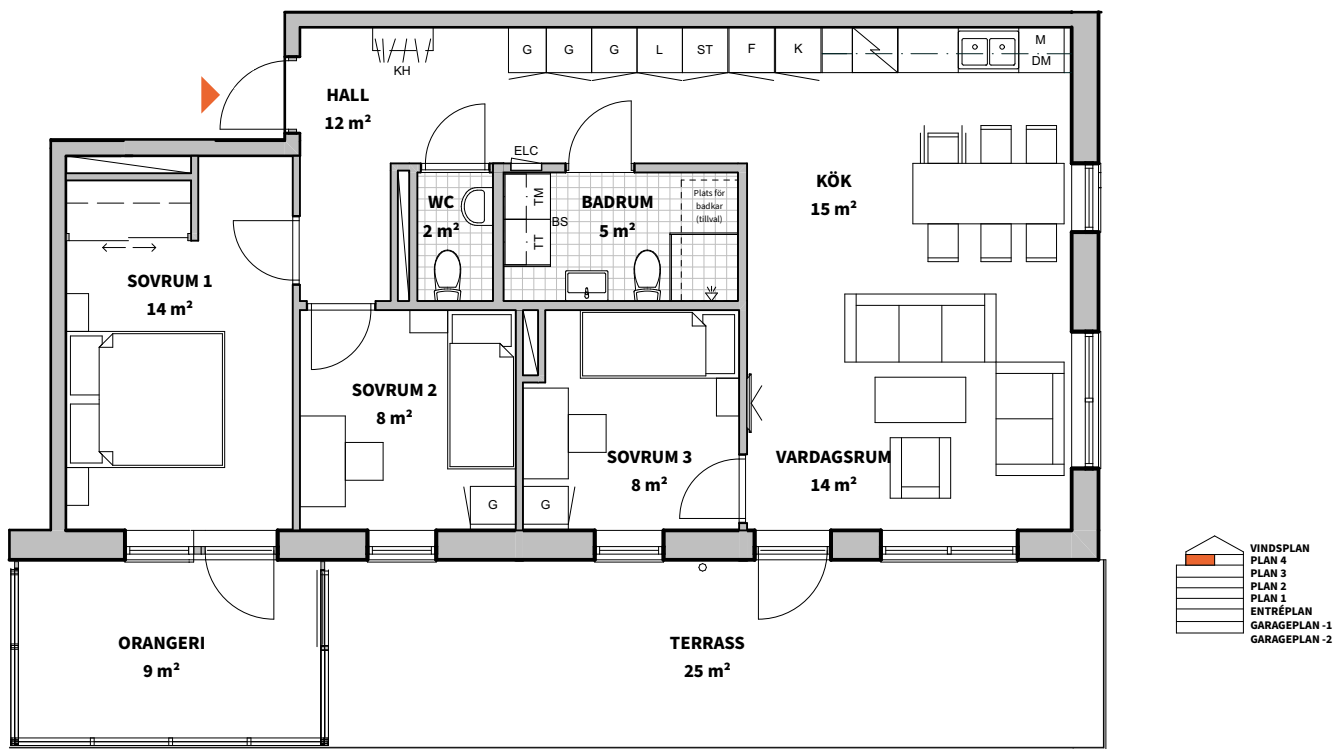 G G G L ST F K M
DM
KH
HALL
12 m²
ELC
WC
2 m²
TM
TT
BS
BADRUM
5 m²
Plats för
badkar
(tillval)
KÖK
15 m²
SOVRUM 1
14 m²
SOVRUM 2
8 m²
G
SOVRUM 3
8 m²
G
VARDAGSRUM
14 m²
ORANGERI
9 m²
TERRASS
25 m²
VINDSPLAN
PLAN 4
PLAN 3
PLAN 2
PLAN 1
ENTRÉPLAN
GARAGEPLAN -1
GARAGEPLAN -2